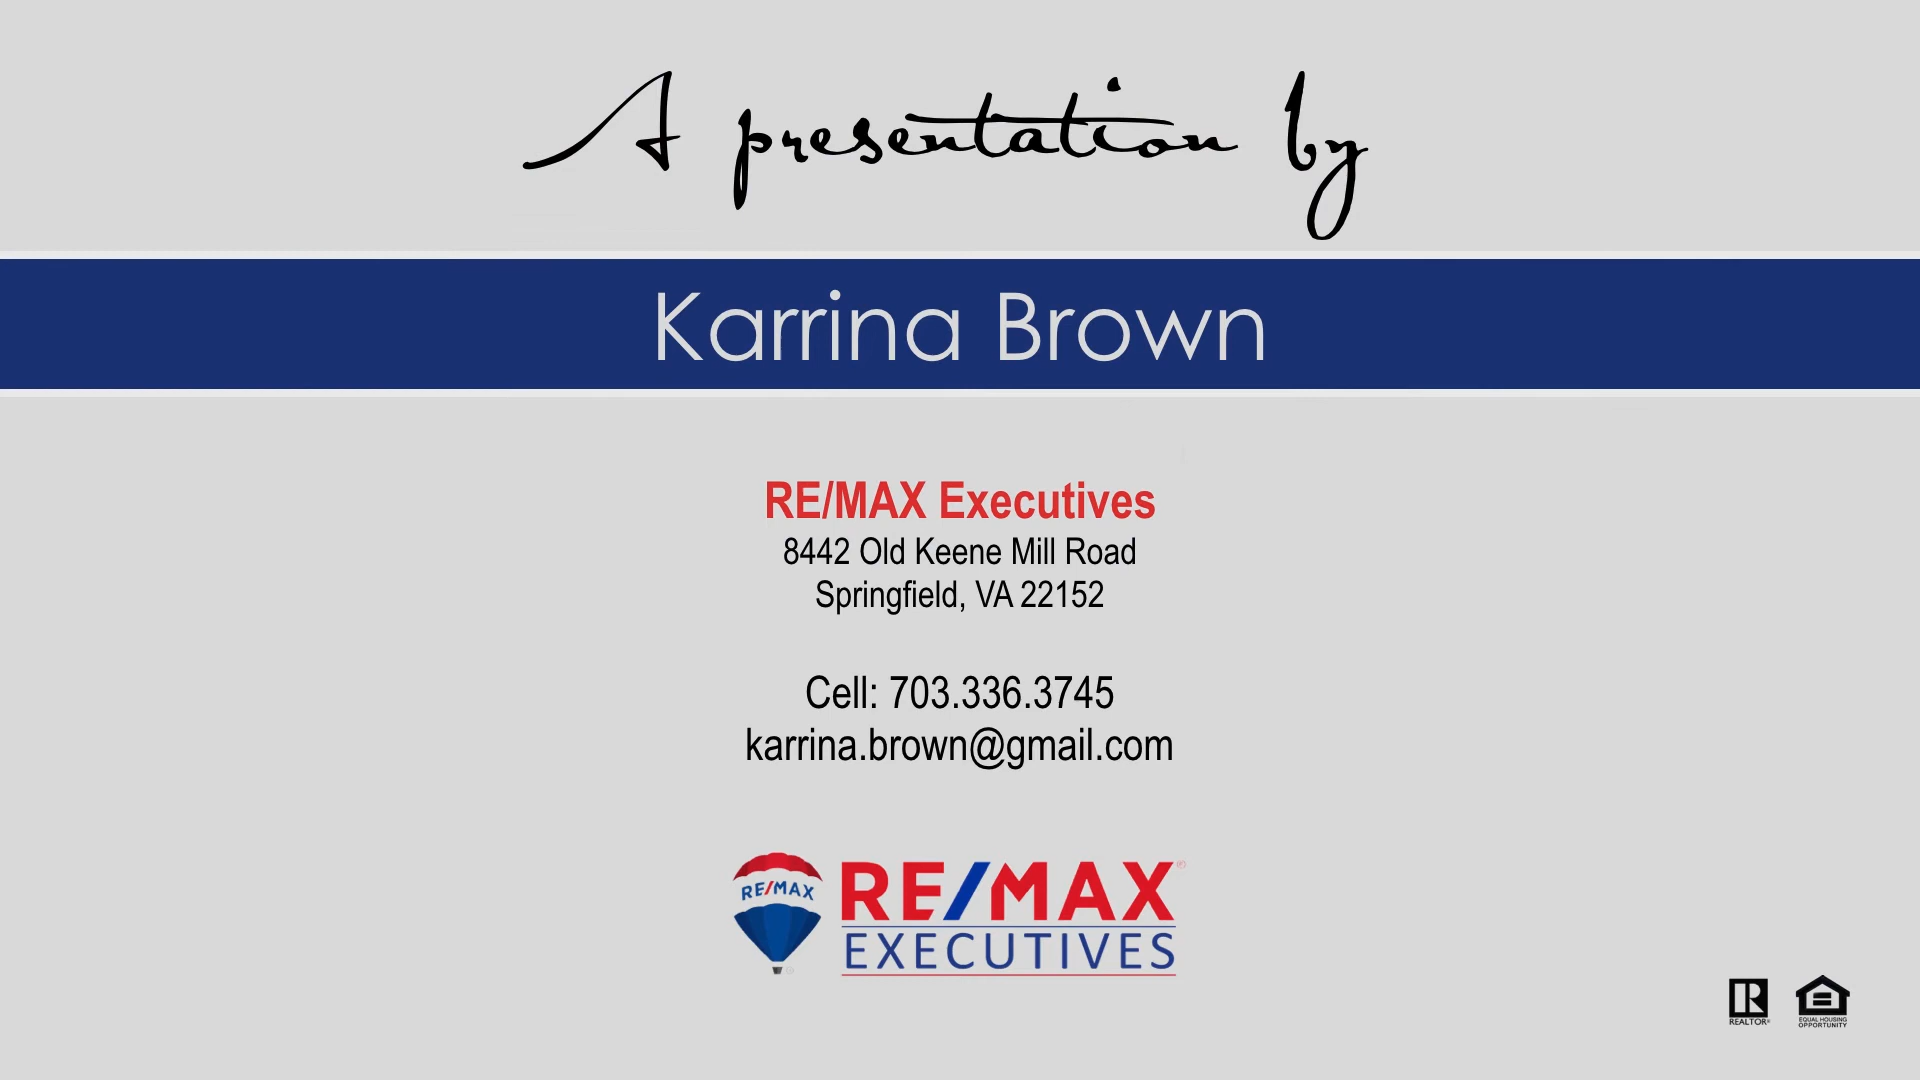 A presentation by
Karrina Brown
RE/MAX Executives
8442 Old Keene Mill Road
Springfield, VA 22152
Cell: 703.336.3745
karrina.brown@gmail.com
RE/MAX
RE/MAX®
EXECUTIVES
REALTOR®
EQUAL HOUSING
OPPORTUNITY